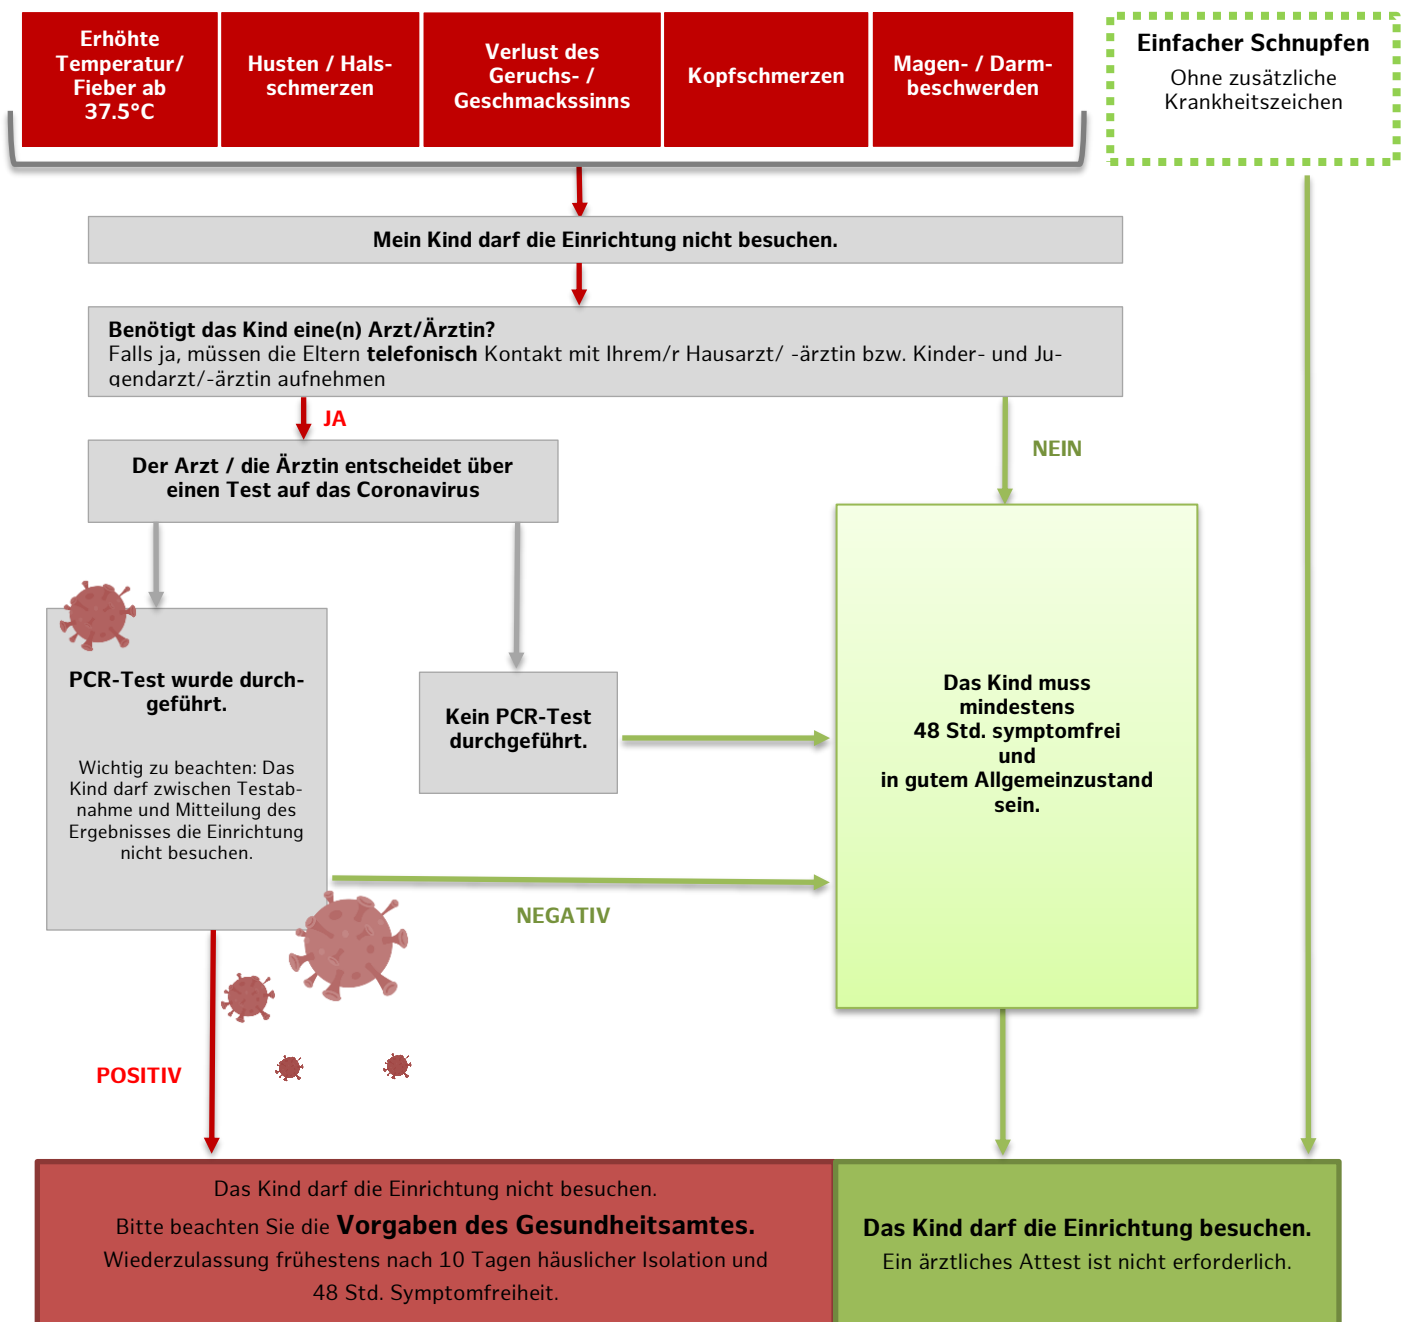 Erhöhte
Temperatur/
Fieber ab
37.5°C
Husten / Hals-
schmerzen
Verlust des
Geruchs- /
Geschmackssinns
Kopfschmerzen
Magen- / Darm-
beschwerden
Einfacher Schnupfen
Ohne zusätzliche
Krankheitszeichen
Mein Kind darf die Einrichtung nicht besuchen.
Benötigt das Kind eine(n) Arzt/Ärztin?
Falls ja, müssen die Eltern telefonisch Kontakt mit Ihrem/r Hausarzt/ -ärztin bzw. Kinder- und Ju-
gendarzt/-ärztin aufnehmen
JA
NEIN
Der Arzt / die Ärztin entscheidet über
einen Test auf das Coronavirus
PCR-Test wurde durch-
geführt.
Wichtig zu beachten: Das
Kind darf zwischen Testab-
nahme und Mitteilung des
Ergebnisses die Einrichtung
nicht besuchen.
Kein PCR-Test
durchgeführt.
Das Kind muss
mindestens
48 Std. symptomfrei
und
in gutem Allgemeinzustand
sein.
NEGATIV
POSITIV
Das Kind darf die Einrichtung nicht besuchen.
Bitte beachten Sie die Vorgaben des Gesundheitsamtes.
Wiederzulassung frühestens nach 10 Tagen häuslicher Isolation und
48 Std. Symptomfreiheit.
Das Kind darf die Einrichtung besuchen.
Ein ärztliches Attest ist nicht erforderlich.